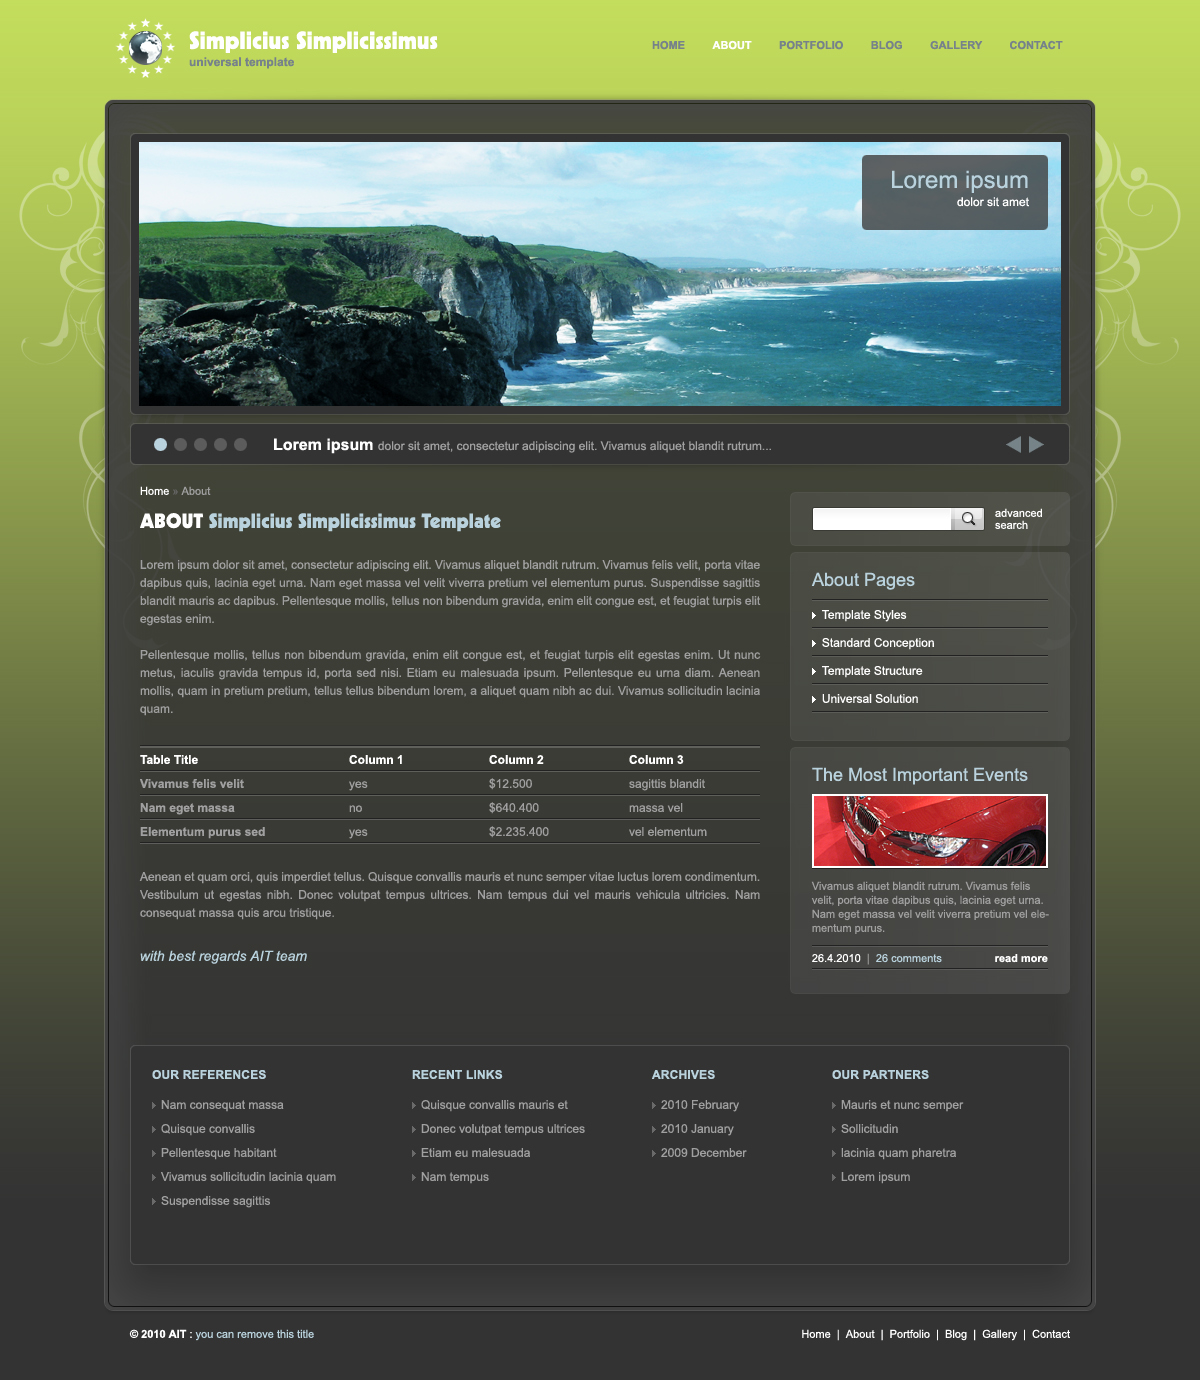 Simplicius Simplicissimus
universal template
HOME ABOUT PORTFOLIO BLOG GALLERY CONTACT
Lorem ipsum
dolor sit amet
Lorem ipsum dolor sit amet, consectetur adipiscing elit. Vivamus aliquet blandit rutrum...
Home » About
ABOUT Simplicius Simplicissimus Template
Lorem ipsum dolor sit amet, consectetur adipiscing elit. Vivamus aliquet blandit rutrum. Vivamus felis velit, porta vitae
dapibus quis, lacinia eget urna. Nam eget massa vel velit viverra pretium vel elementum purus. Suspendisse sagittis
blandit mauris ac dapibus. Pellentesque mollis, tellus non bibendum gravida, enim elit congue est, et feugiat turpis elit
egestas enim.
Pellentesque mollis, tellus non bibendum gravida, enim elit congue est, et feugiat turpis elit egestas enim. Ut nunc
metus, iaculis gravida tempus id, porta sed nisi. Etiam eu malesuada ipsum. Pellentesque eu urna diam. Aenean
mollis, quam in pretium pretium, tellus tellus bibendum lorem, a aliquet quam nibh ac dui. Vivamus sollicitudin lacinia
quam.
Table Title Column 1 Column 2 Column 3
Vivamus felis velit yes $12.500 sagittis blandit
Nam eget massa no $640.400 massa vel
Elementum purus sed yes $2.235.400 vel elementum
Aenean et quam orci, quis imperdiet tellus. Quisque convallis mauris et nunc semper vitae luctus lorem condimentum.
Vestibulum ut egestas nibh. Donec volutpat tempus ultrices. Nam tempus dui vel mauris vehicula ultricies. Nam
consequat massa quis arcu tristique.
with best regards AIT team
advanced
search
About Pages
Template Styles
Standard Conception
Template Structure
Universal Solution
The Most Important Events
Vivamus aliquet blandit rutrum. Vivamus felis
velit, porta vitae dapibus quis, lacinia eget urna.
Nam eget massa vel velit viverra pretium vel ele-
mentum purus.
26.4.2010 | 26 comments read more
OUR REFERENCES
Nam consequat massa
Quisque convallis
Pellentesque habitant
Vivamus sollicitudin lacinia quam
Suspendisse sagittis
RECENT LINKS
Quisque convallis mauris et
Donec volutpat tempus ultrices
Etiam eu malesuada
Nam tempus
ARCHIVES
2010 February
2010 January
2009 December
OUR PARTNERS
Mauris et nunc semper
Sollicitudin
lacinia quam pharetra
Lorem ipsum
© 2010 AIT : you can remove this title
Home | About | Portfolio | Blog | Gallery | Contact